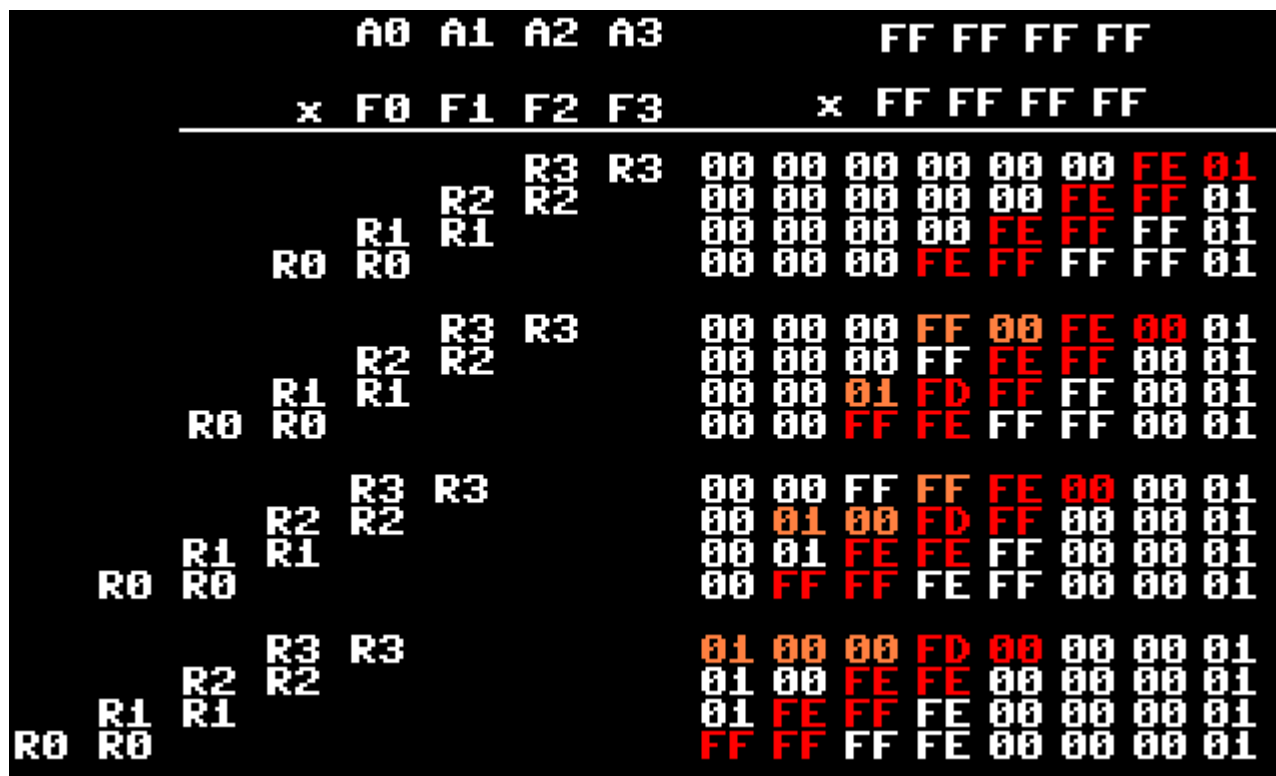 A0 A1 A2 A3 FF FF FF FF
x F0 F1 F2 F3 x FF FF FF FF
R3 R3 00 00 00 00 00 00 FE 01
R2 R2 00 00 00 00 00 FE FF 01
R1 R1 00 00 00 00 FE FF FF 01
R0 R0 00 00 00 FE FF FF FF 01
R3 R3 00 00 00 FF 00 FE 00 01
R2 R2 00 00 00 FF FE FF 00 01
R1 R1 00 00 01 FD FF FF 00 01
R0 R0 00 00 FF FE FF FF 00 01
R3 R3 00 00 FF FF FE 00 00 01
R2 R2 00 01 00 FD FF 00 00 01
R1 R1 00 01 FE FE FF 00 00 01
R0 R0 00 FF FF FE FF 00 00 01
R3 R3 01 00 00 FD 00 00 00 01
R2 R2 01 00 FE FE 00 00 00 01
R1 R1 01 FE FF FE 00 00 00 01
R0 R0 FF FF FF FE 00 00 00 01